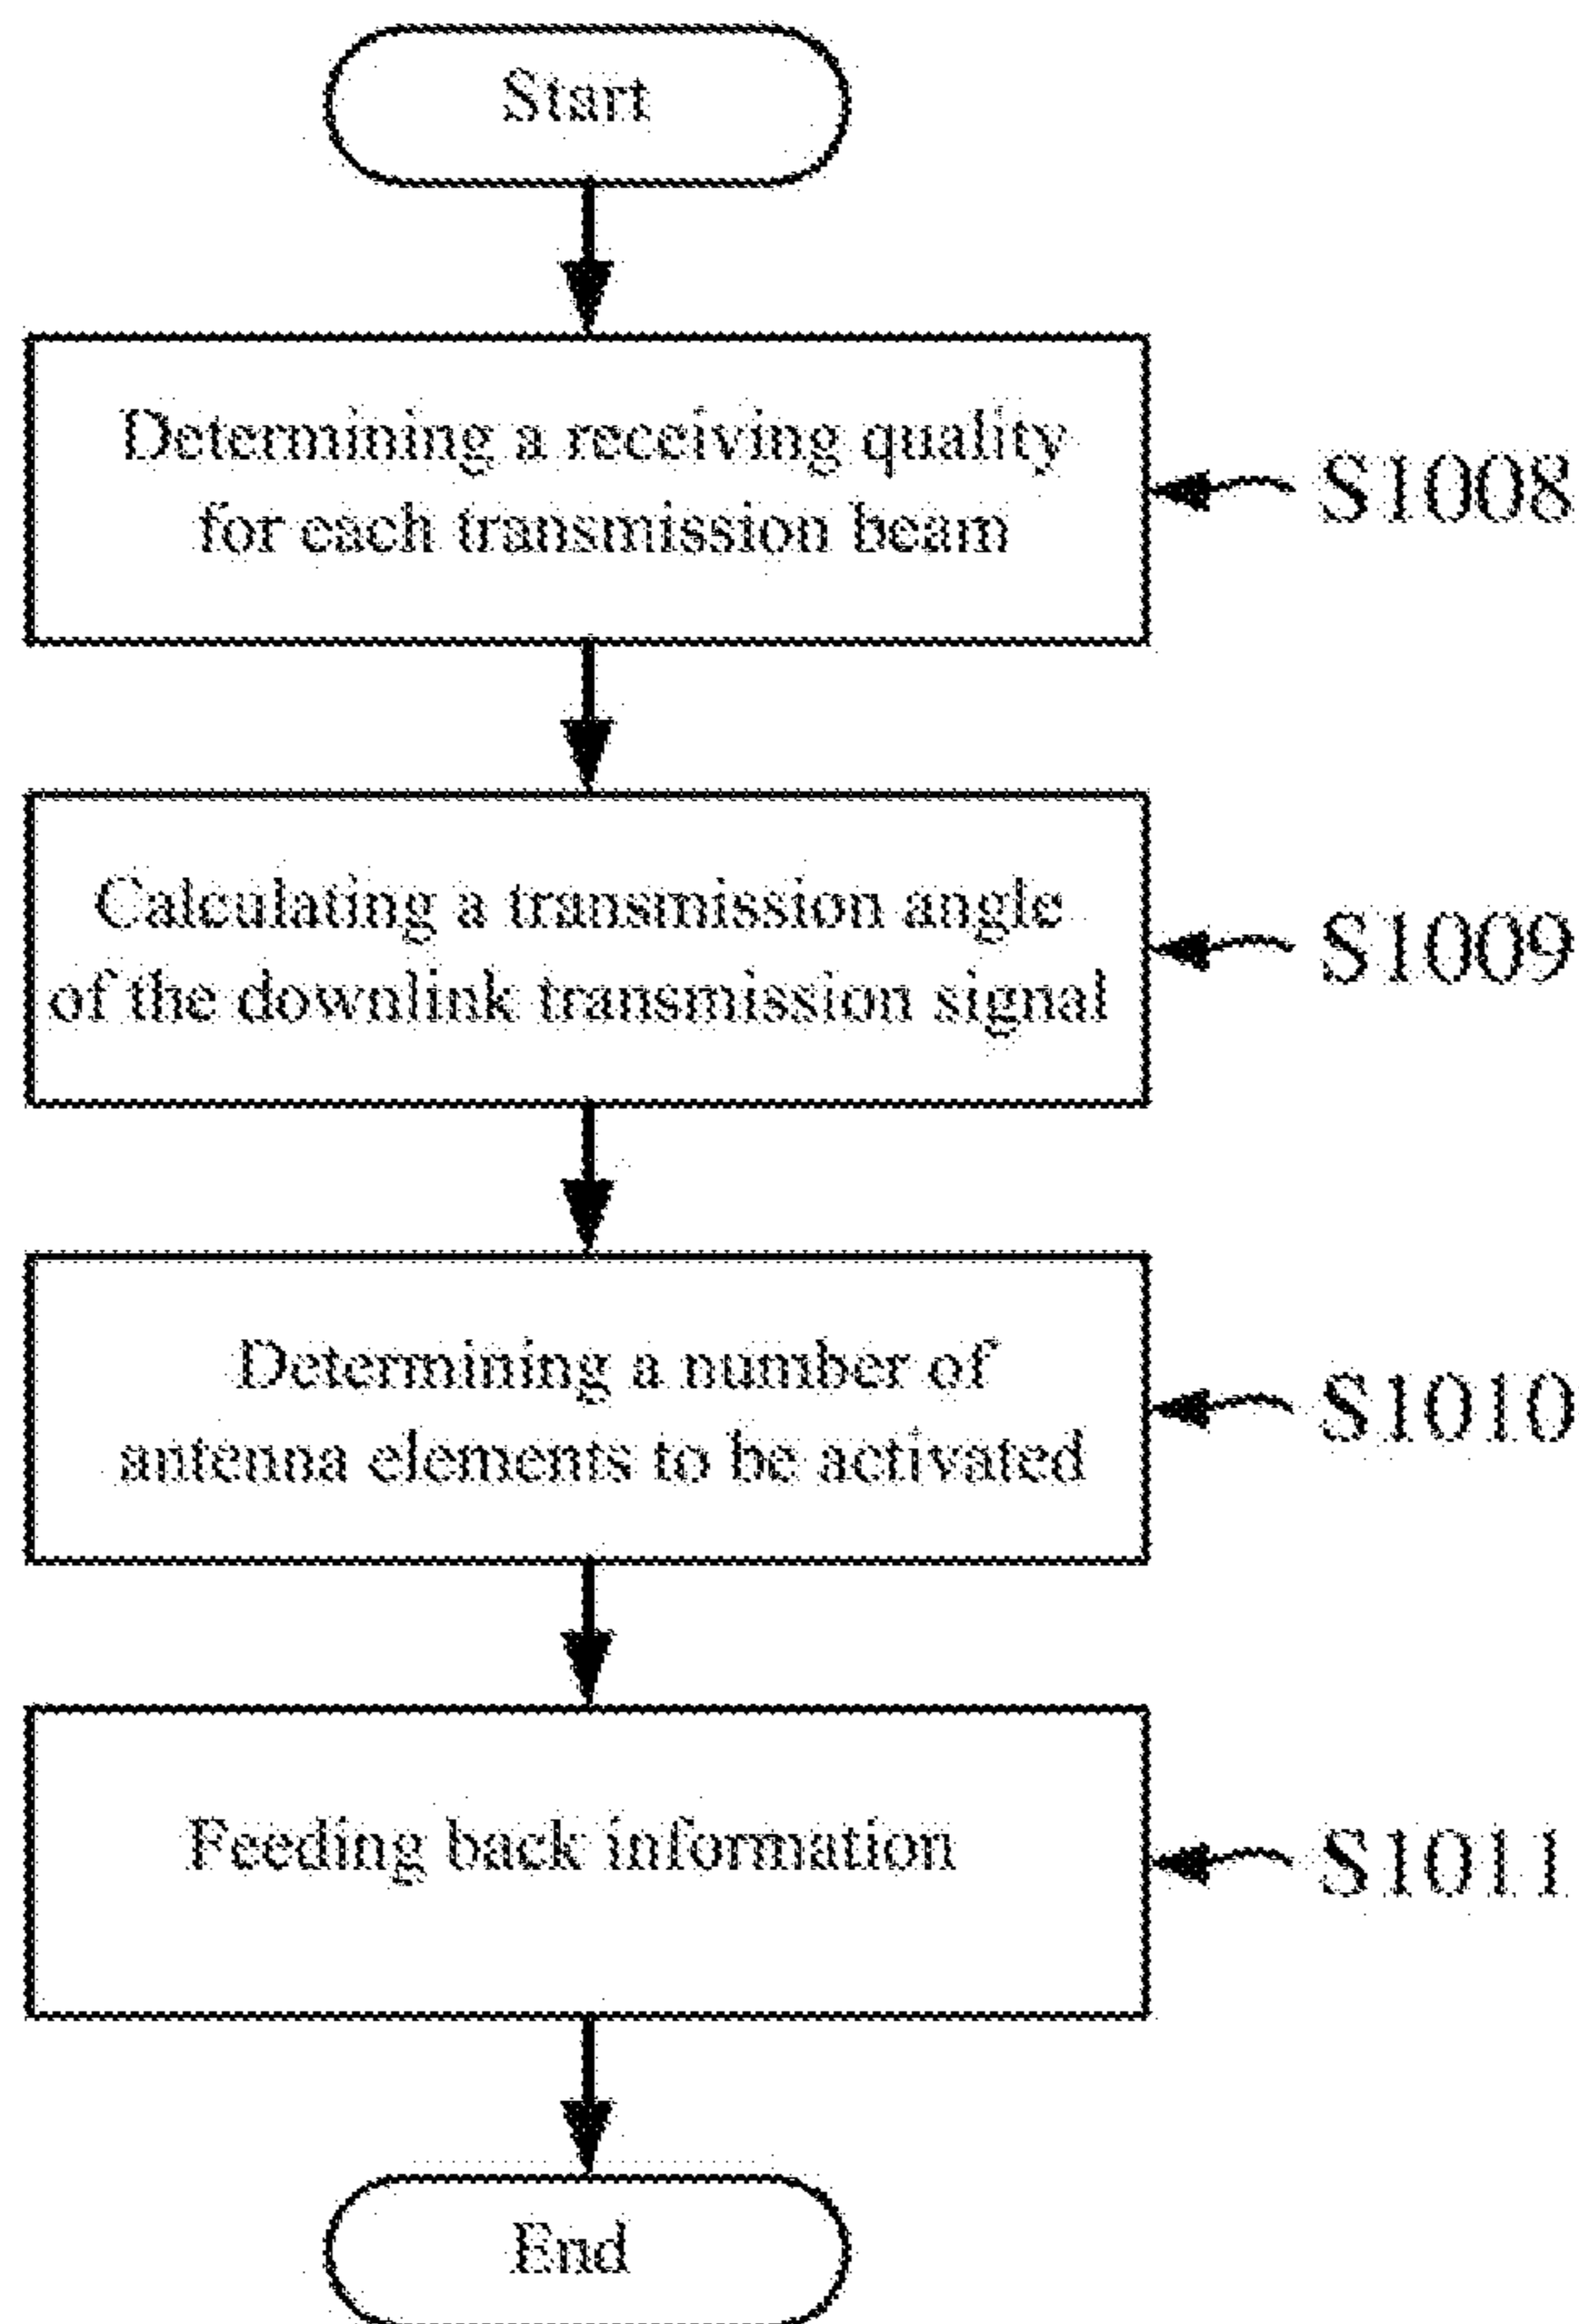 Start
Determining a receiving quality
for each transmission beam
S1008
Calculating a transmission angle
of the downlink transmission signal
S1009
Determining a number of
antenna elements to be activated
S1010
Feeding back information
S1011
End